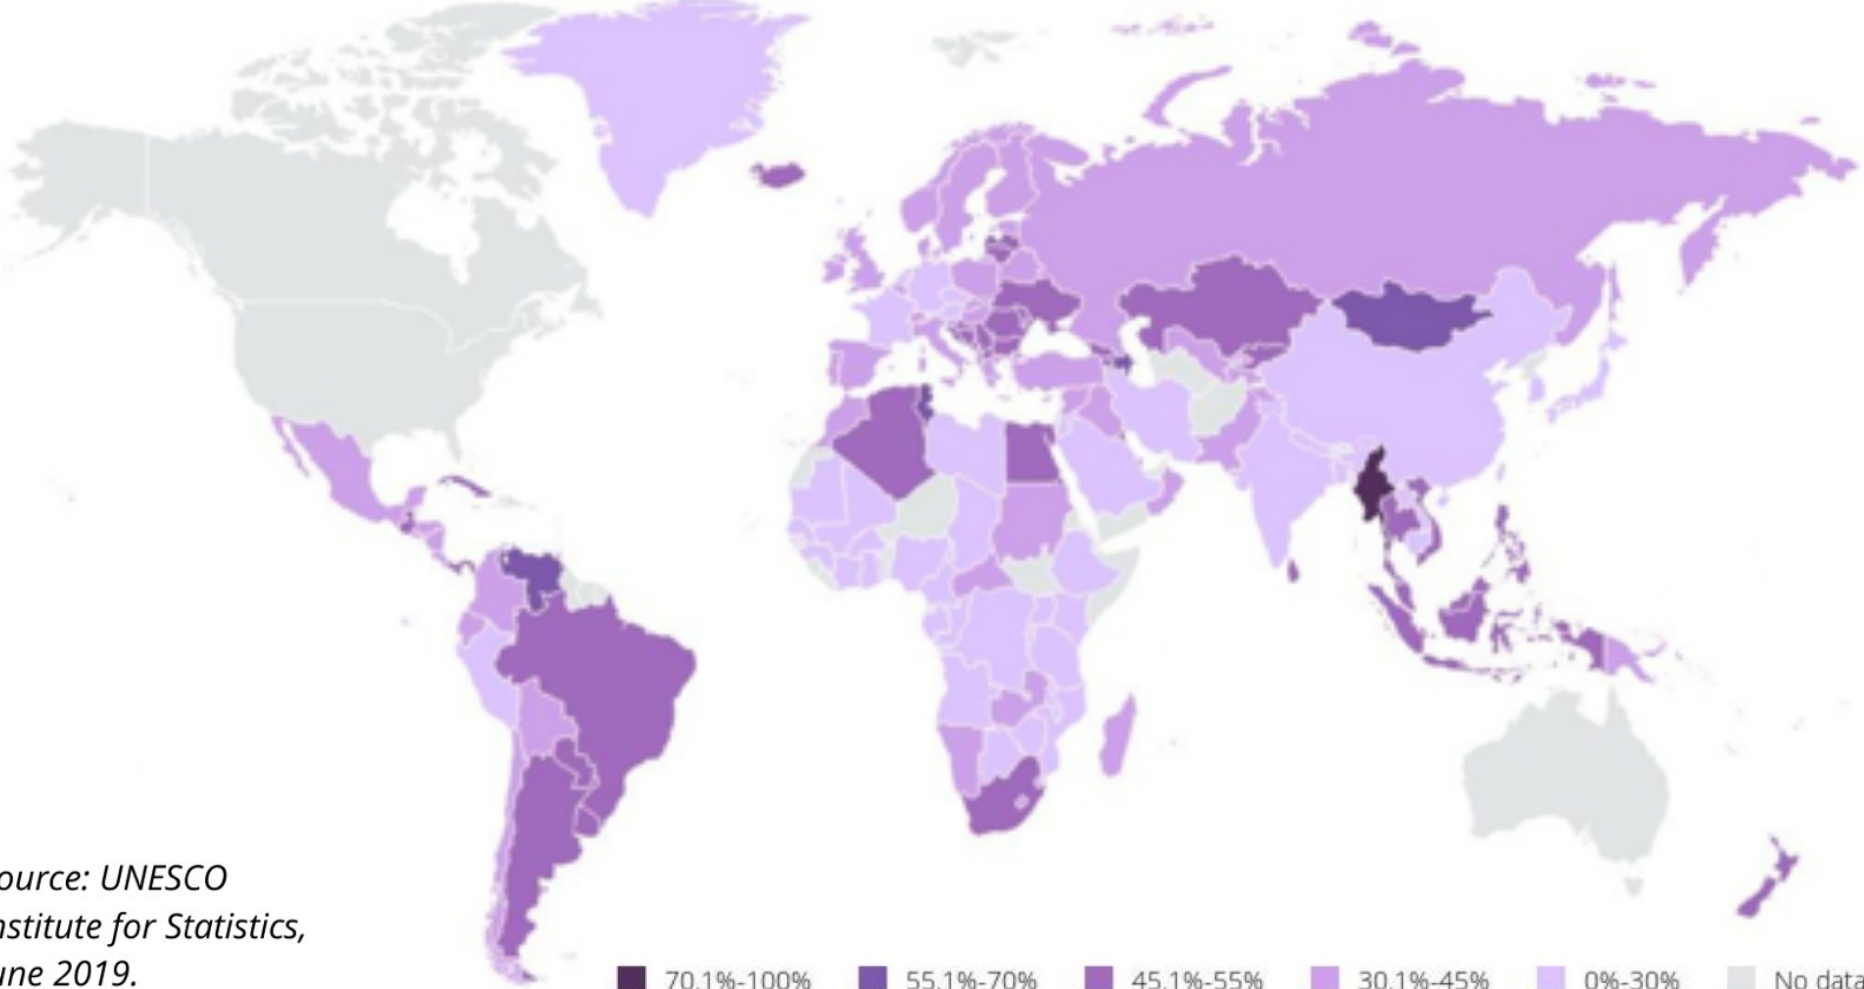 ource: UNESCO
nstitute for Statistics,
une 2019.
70.1%-100% 55.1%-70% 45.1%-55% 30.1%-45% 0%-30% No data